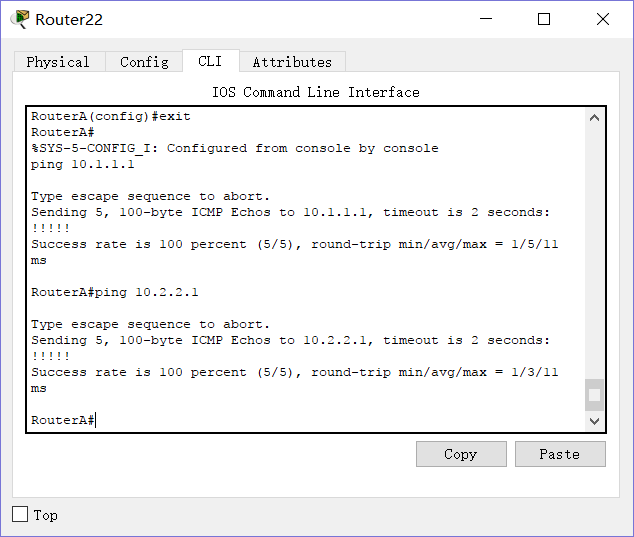 Router22
Physical Config CLI Attributes
IOS Command Line Interface
RouterA(config)#exit
RouterA#
%SYS-5-CONFIG_I: Configured from console by console
ping 10.1.1.1
Type escape sequence to abort.
Sending 5, 100-byte ICMP Echos to 10.1.1.1, timeout is 2 seconds:
!!!!!
Success rate is 100 percent (5/5), round-trip min/avg/max = 1/5/11
ms
RouterA#ping 10.2.2.1
Type escape sequence to abort.
Sending 5, 100-byte ICMP Echos to 10.2.2.1, timeout is 2 seconds:
!!!!!
Success rate is 100 percent (5/5), round-trip min/avg/max = 1/3/11
ms
RouterA#
Copy Paste
Top